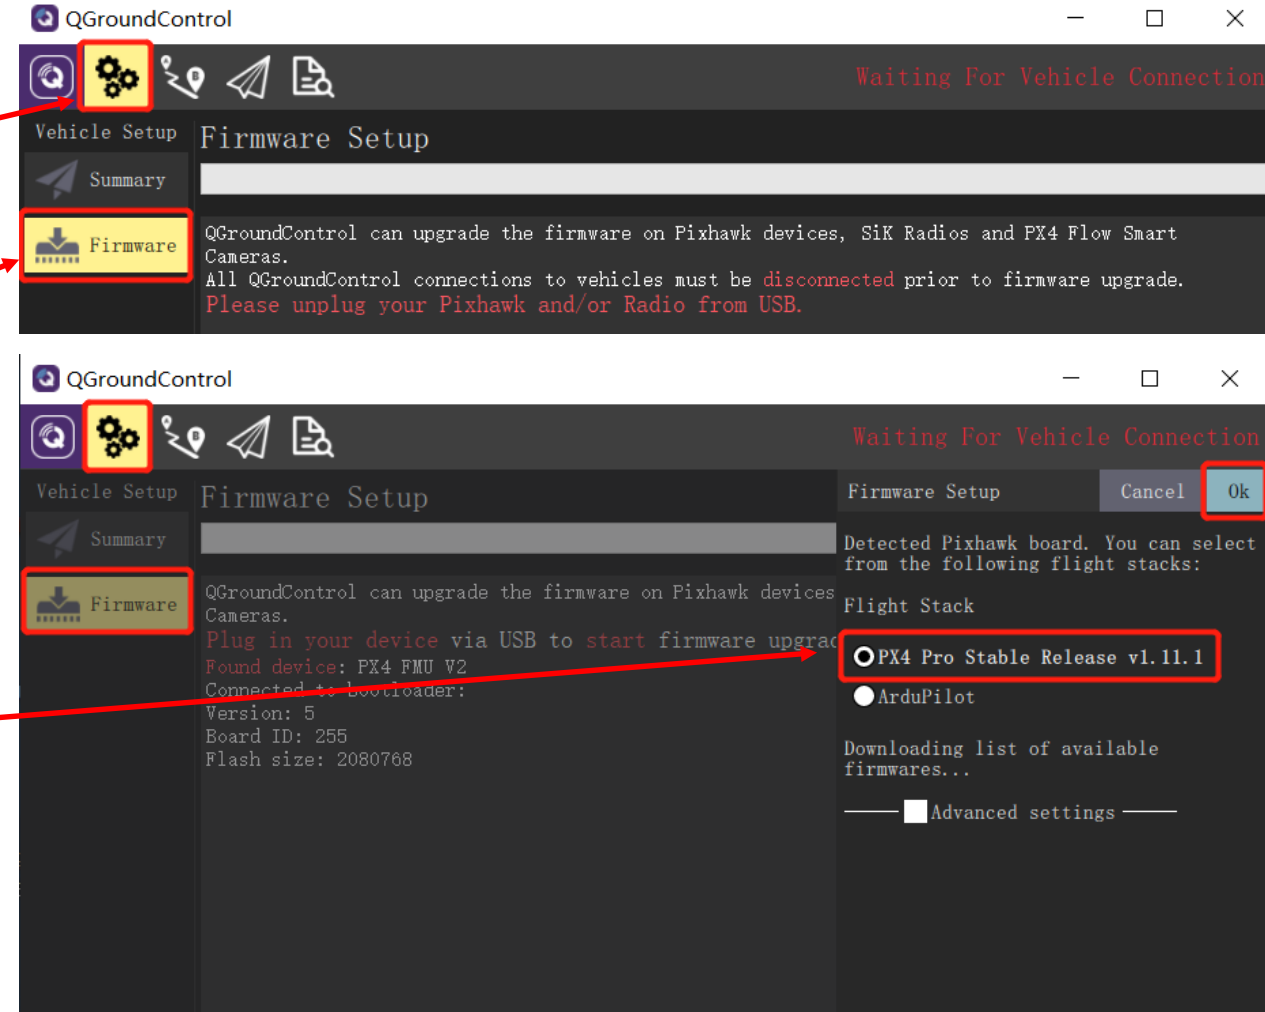 QGroundControl
Waiting For Vehicle Connection
Vehicle Setup
Firmware Setup
Summary
Firmware
QGroundControl can upgrade the firmware on Pixhawk devices, SiK Radios and PX4 Flow Smart
Cameras.
All QGroundControl connections to vehicles must be disconnected prior to firmware upgrade.
Please unplug your Pixhawk and/or Radio from USB.
QGroundControl
Waiting For Vehicle Connection
Vehicle Setup
Firmware Setup
Summary
Firmware
QGroundControl can upgrade the firmware on Pixhawk devices
Cameras.
Plug in your device via USB to start firmware upgrad
Found device: PX4 FMU V2
Connected to bootloader:
Version: 5
Board ID: 255
Flash size: 2080768
Firmware Setup
Cancel
Ok
Detected Pixhawk board. You can select
from the following flight stacks:
Flight Stack
PX4 Pro Stable Release v1.11.1
ArduPilot
Downloading list of available
firmwares...
Advanced settings